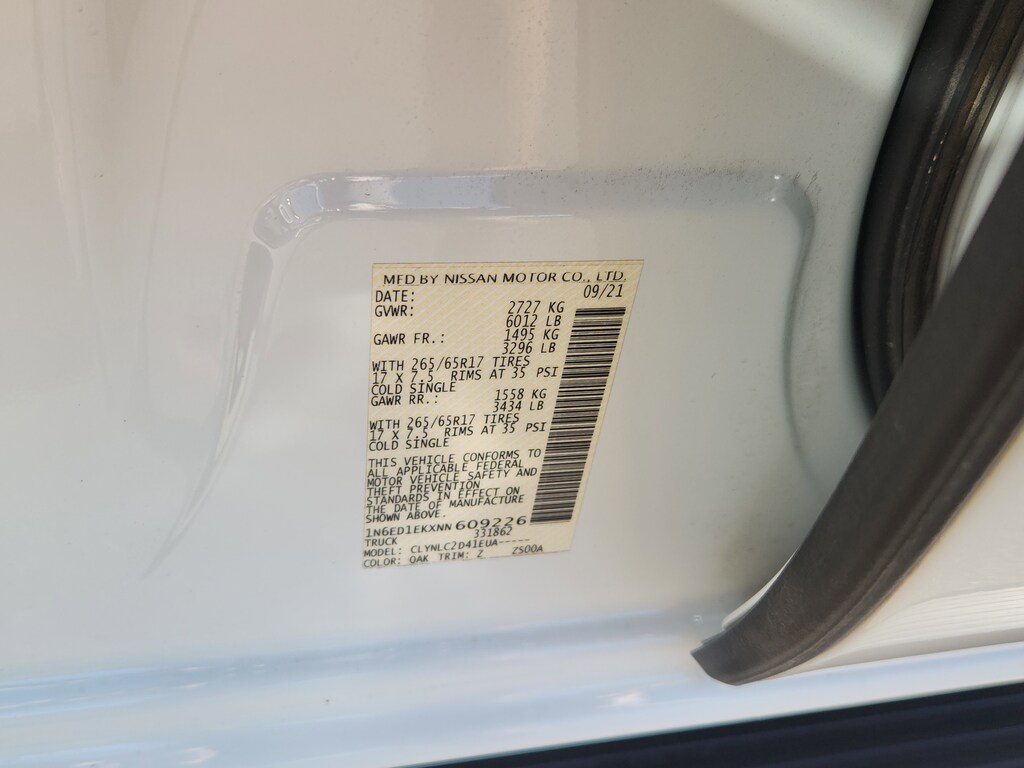 MFD BY NISSAN MOTOR CO., LTD.
DATE: 09/21
GVWR: 2727 KG
6012 LB
GAWR FR.: 1495 KG
3296 LB
WITH 265/65R17 TIRES
17 X 7.5 RIMS AT 35 PSI
COLD SINGLE
GAWR RR.: 1558 KG
3434 LB
WITH 265/65R17 TIRES
17 X 7.5 RIMS AT 35 PSI
COLD SINGLE
THIS VEHICLE CONFORMS TO
ALL APPLICABLE FEDERAL
MOTOR VEHICLE SAFETY AND
THEFT PREVENTION
STANDARDS IN EFFECT ON
THE DATE OF MANUFACTURE
SHOWN ABOVE.
1N6ED1EKXNN 609226
TRUCK 331862
MODEL: CLYNLC2D41EUA-----
COLOR: QAK TRIM: Z ZS00A